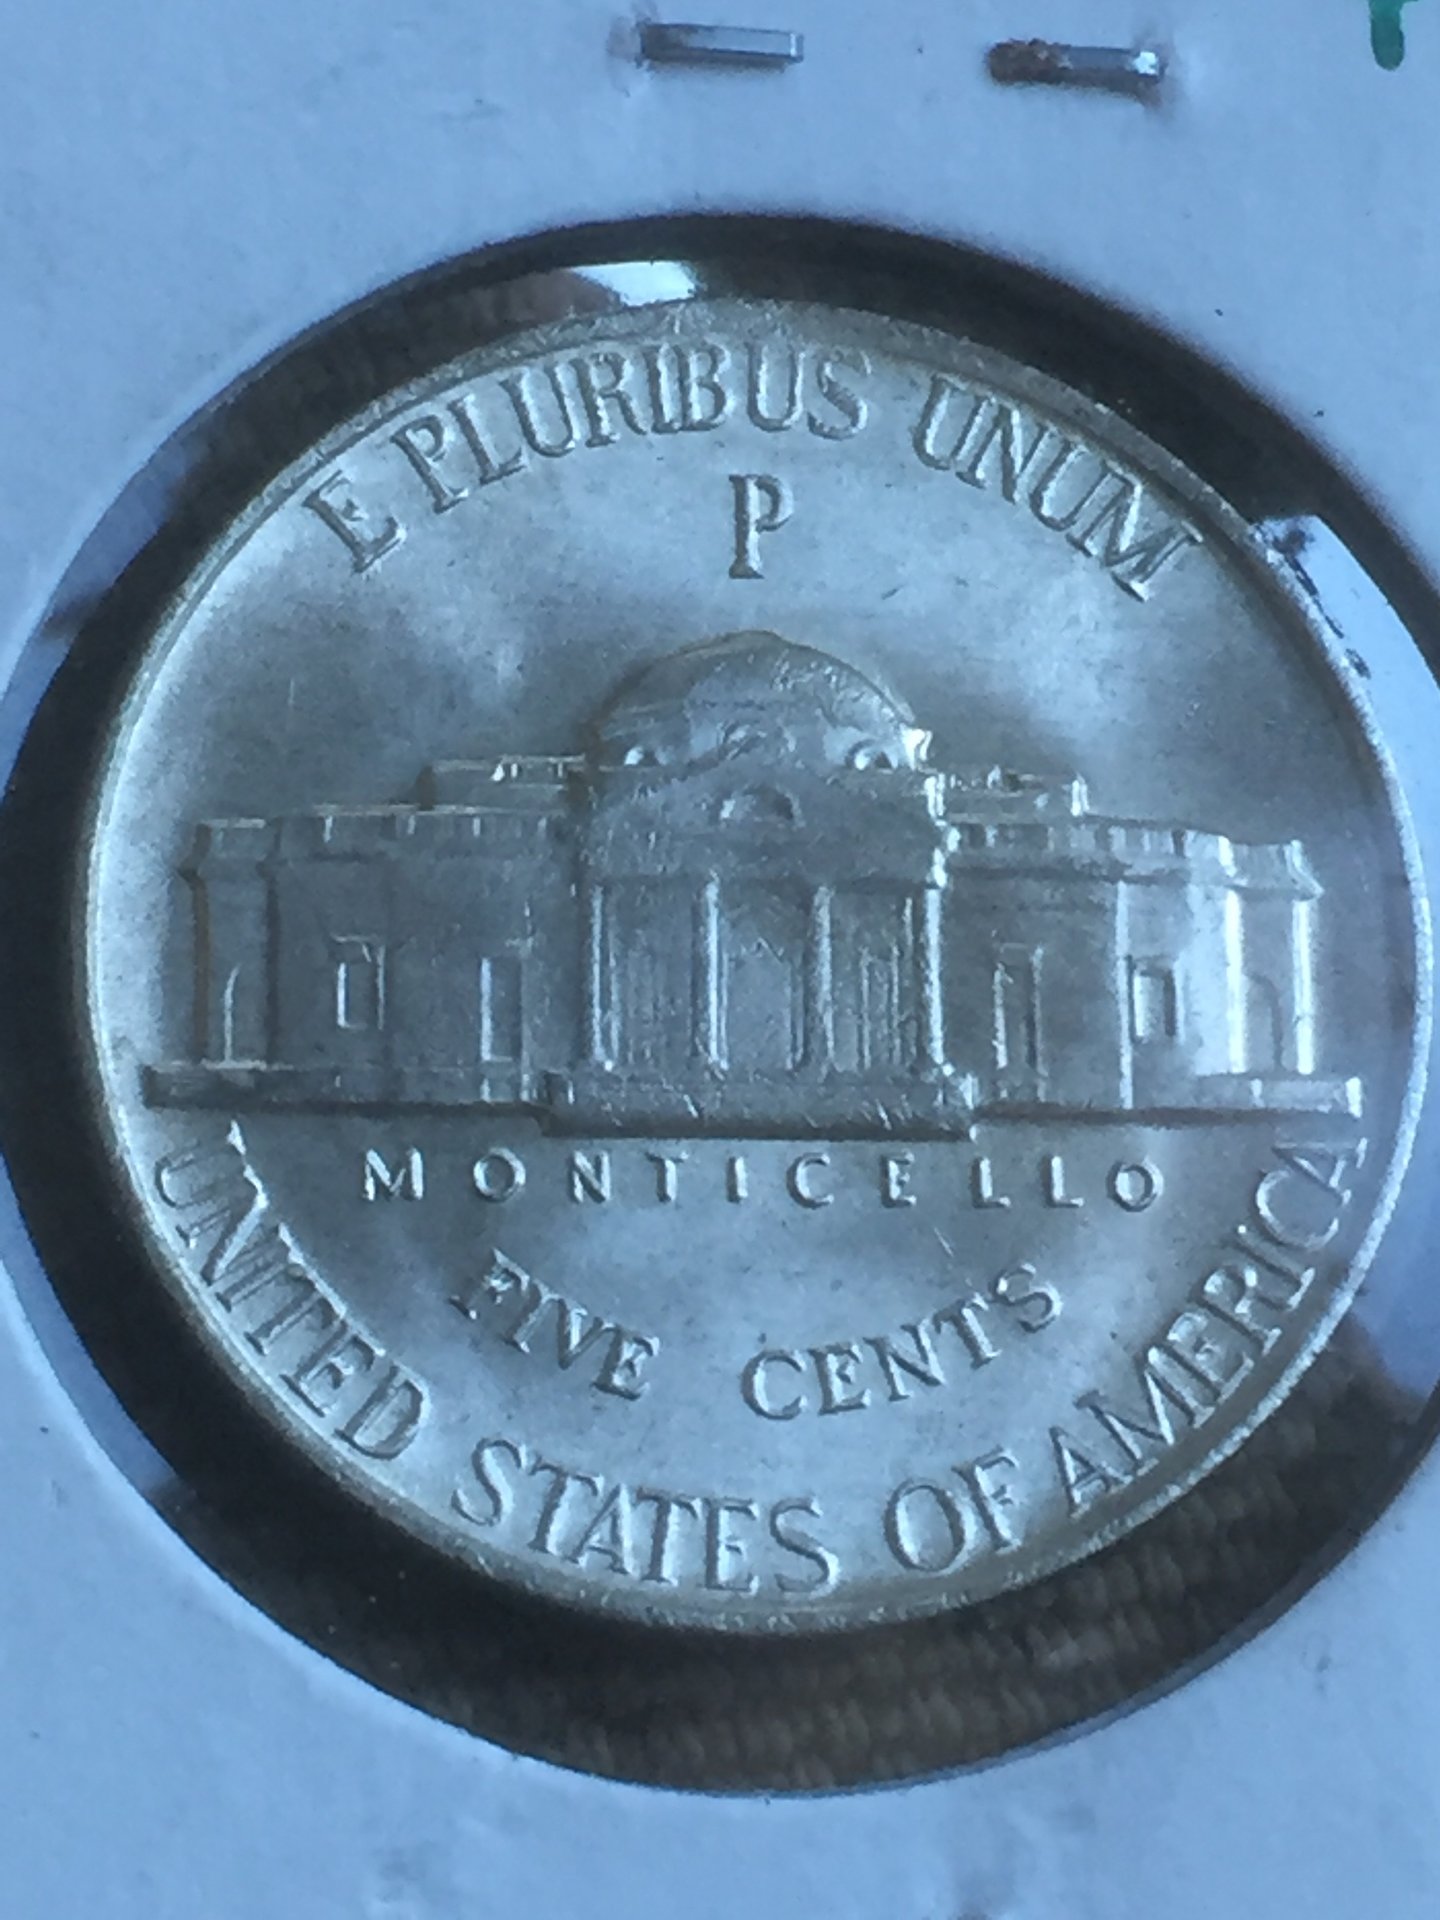 E PLURIBUS UNUM
P
MONTICELLO
FIVE CENTS
UNITED STATES OF AMERICA